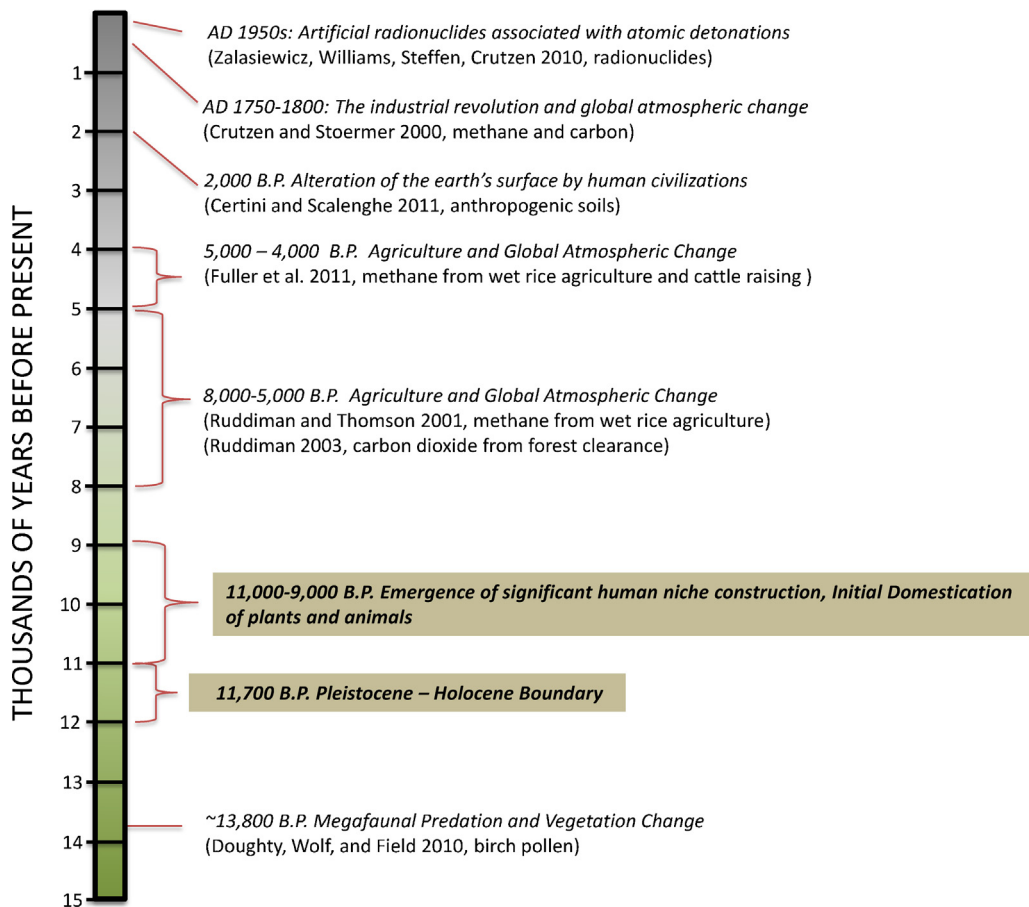 THOUSANDS OF YEARS BEFORE PRESENT
1
2
3
4
5
6
7
8
9
10
11
12
13
14
15
AD 1950s: Artificial radionuclides associated with atomic detonations
(Zalasiewicz, Williams, Steffen, Crutzen 2010, radionuclides)
AD 1750-1800: The industrial revolution and global atmospheric change
(Crutzen and Stoermer 2000, methane and carbon)
2,000 B.P. Alteration of the earth's surface by human civilizations
(Certini and Scalenghe 2011, anthropogenic soils)
5,000 – 4,000 B.P. Agriculture and Global Atmospheric Change
(Fuller et al. 2011, methane from wet rice agriculture and cattle raising )
8,000-5,000 B.P. Agriculture and Global Atmospheric Change
(Ruddiman and Thomson 2001, methane from wet rice agriculture)
(Ruddiman 2003, carbon dioxide from forest clearance)
11,000-9,000 B.P. Emergence of significant human niche construction, Initial Domestication
of plants and animals
11,700 B.P. Pleistocene – Holocene Boundary
~13,800 B.P. Megafaunal Predation and Vegetation Change
(Doughty, Wolf, and Field 2010, birch pollen)